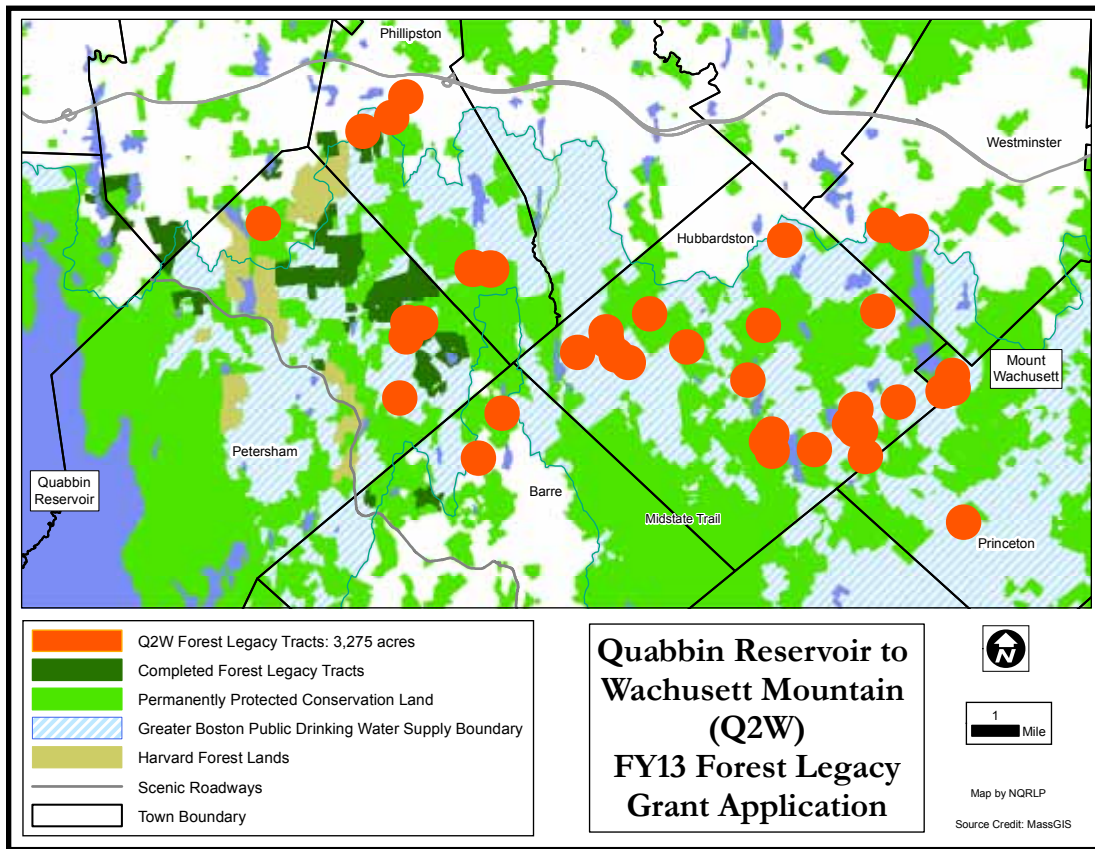 Phillipston
Westminster
Hubbardston
Mount
Wachusett
Petersham
Quabbin
Reservoir
Barre
Midstate Trail
Princeton
Q2W Forest Legacy Tracts: 3,275 acres
Completed Forest Legacy Tracts
Permanently Protected Conservation Land
Greater Boston Public Drinking Water Supply Boundary
Harvard Forest Lands
Scenic Roadways
Town Boundary
Quabbin Reservoir to
Wachusett Mountain
(Q2W)
FY13 Forest Legacy
Grant Application
N
1
Mile
Map by NQRLP
Source Credit: MassGIS